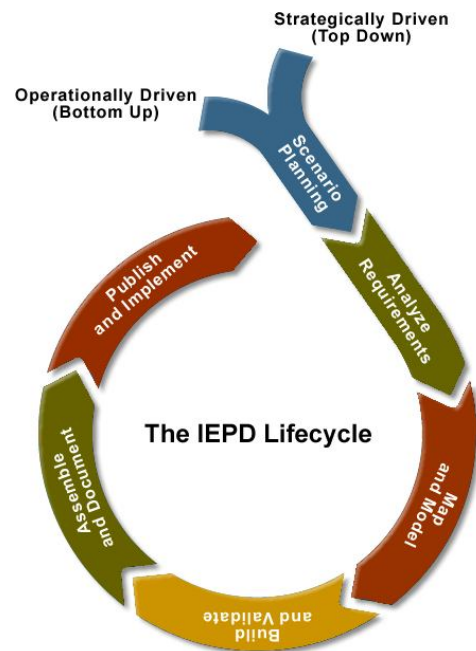 Strategically Driven
(Top Down)
Operationally Driven
(Bottom Up)
Scenario
Planning
Analyze
Requirements
Map
and Model
Build
and Validate
Assemble
and Document
Publish
and Implement
The IEPD Lifecycle